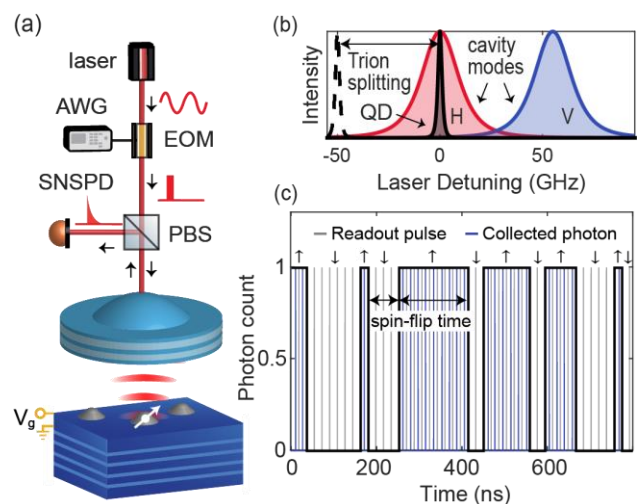 (a)
laser
AWG
EOM
SNSPD
PBS
Vg
(b)
Intensity
Trion
splitting
cavity
modes
QD
H
V
-50
0
50
Laser Detuning (GHz)
(c)
Readout pulse
Collected photon
↑ ↓ ↑ ↓ ↑ ↓ ↑ ↓ ↑ ↓ ↑ ↓
1
spin-flip time
0.5
0
Photon count
0 200 400 600
Time (ns)